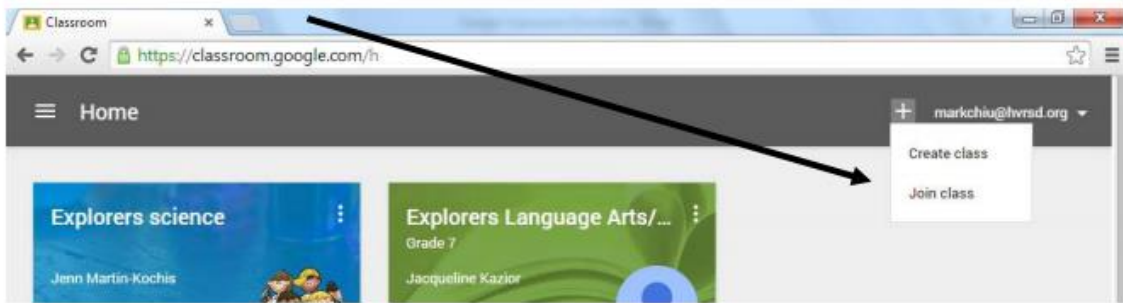 Classroom
https://classroom.google.com/h
Home
markchiu@hvrsd.org
Create class
Join class
Explorers science
Jenn Martin-Kochis
Explorers Language Arts/...
Grade 7
Jacqueline Kazior